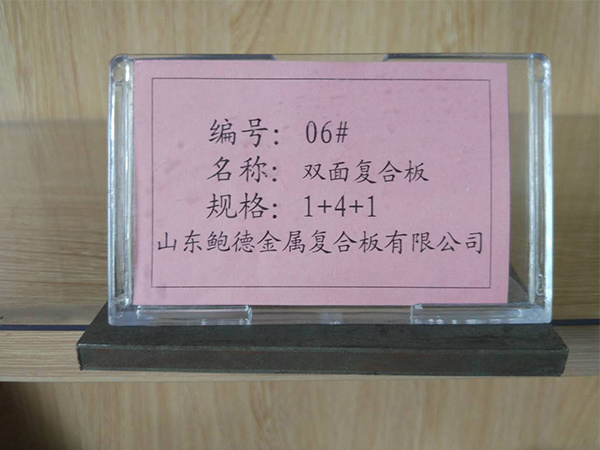 编号: 06#
名称: 双面复合板
规格: 1+4+1
山东鲍德金属复合板有限公司